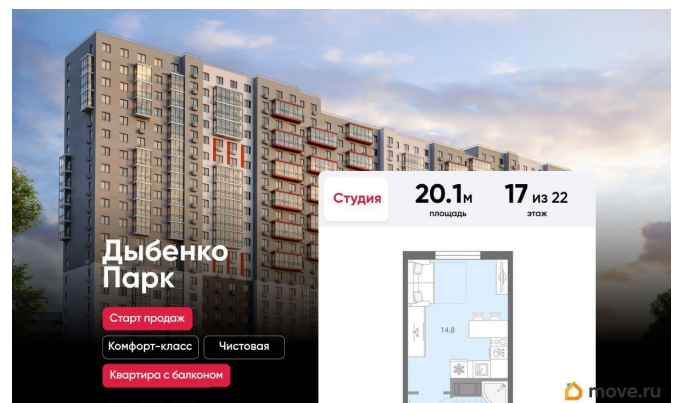 Студия
20.1м
площадь
17 из 22
этаж
Дыбенко
Парк
Старт продаж
Комфорт-класс
Чистовая
Квартира с балконом
14.8
move.ru